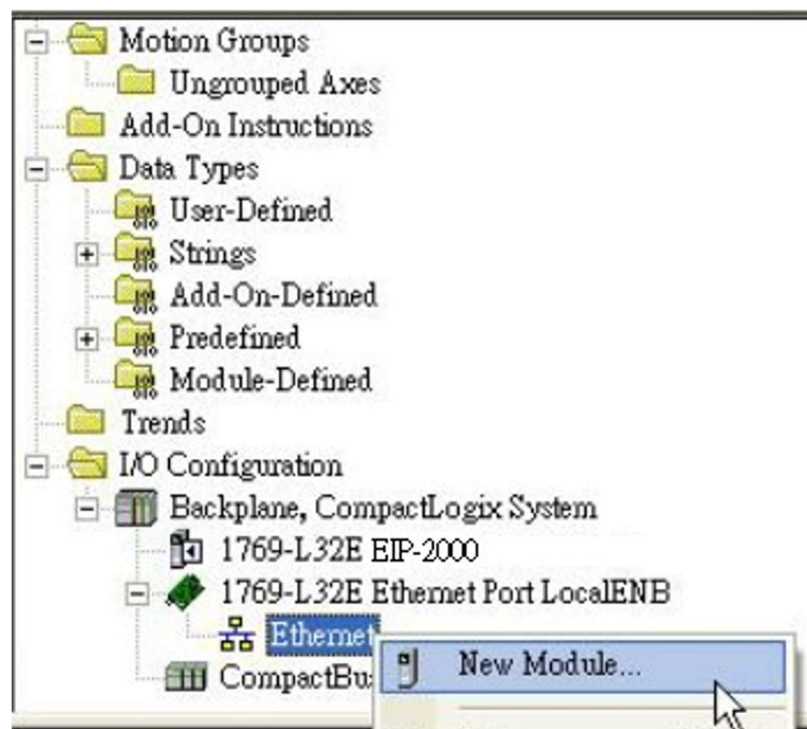 Motion Groups
Ungrouped Axes
Add-On Instructions
Data Types
User-Defined
Strings
Add-On-Defined
Predefined
Module-Defined
Trends
I/O Configuration
Backplane, CompactLogix System
1769-L32E EIP-2000
1769-L32E Ethernet Port LocalENB
Ethernet
New Module...
CompactBu